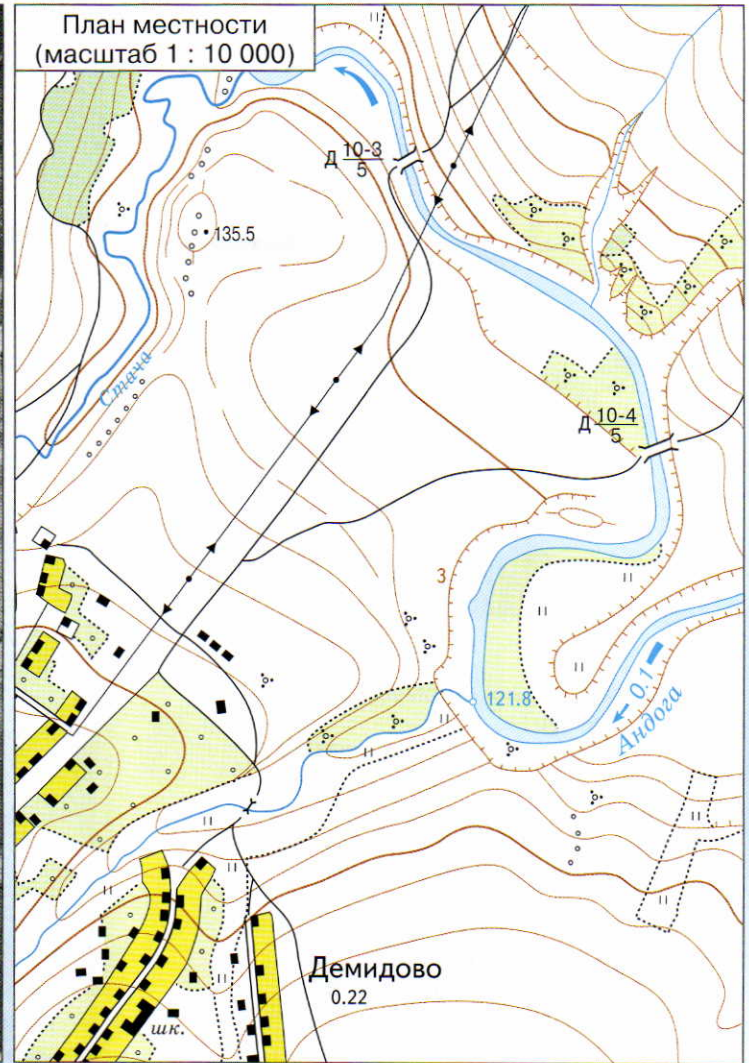 План местности
(масштаб 1 : 10 000)
Д 10-3
5
135.5
Стача
Д 10-4
5
3
121.8
0.1
Андога
Демидово
0.22
шк.